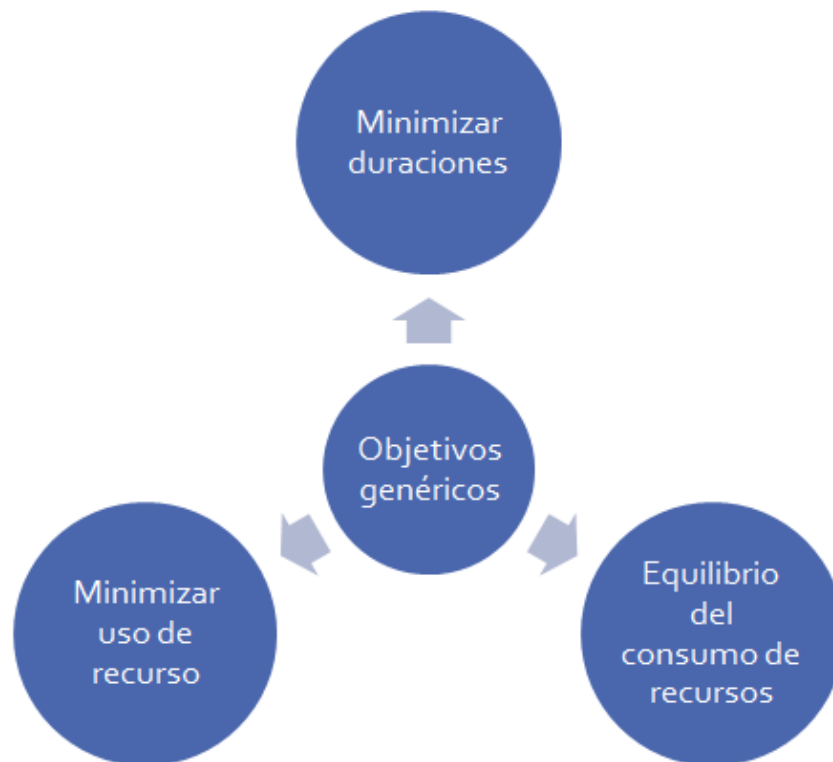 Minimizar
duraciones
Objetivos
genéricos
Minimizar
uso de
recurso
Equilibrio
del
consumo de
recursos